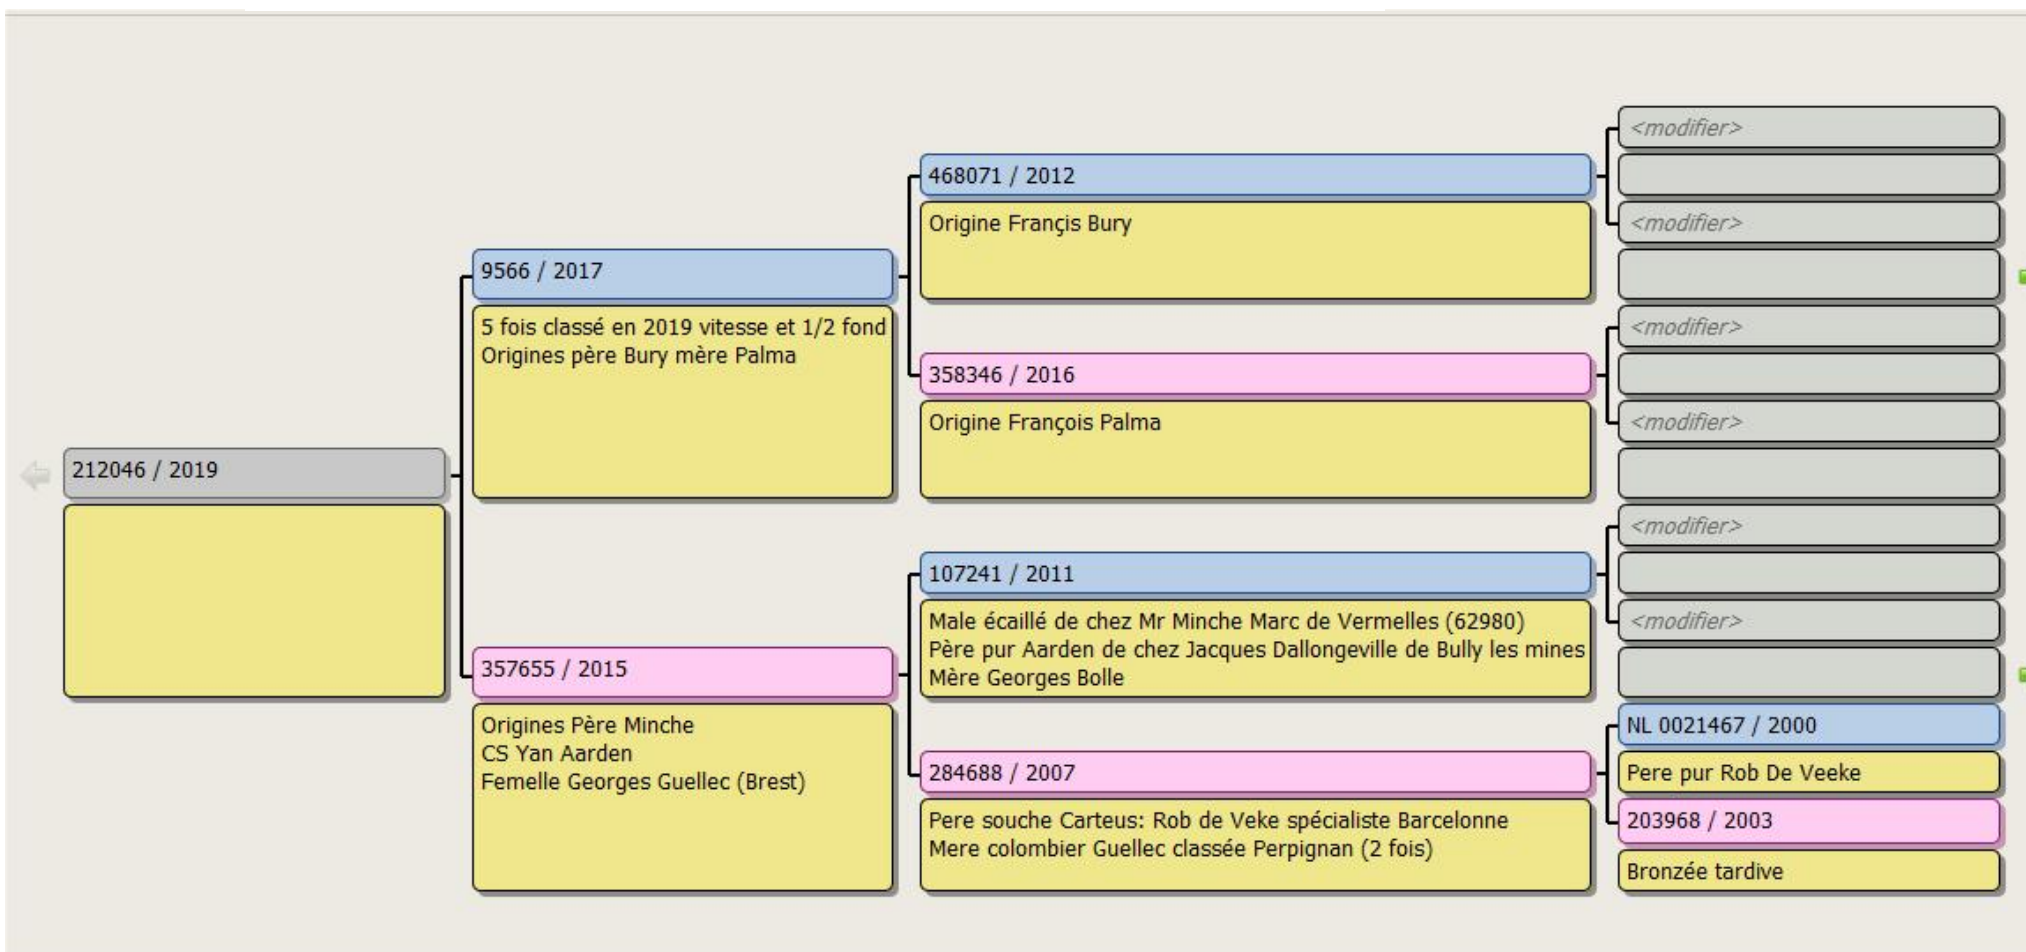 212046 / 2019
9566 / 2017
5 fois classé en 2019 vitesse et 1/2 fond
Origines père Bury mère Palma
357655 / 2015
Origines Père Minche
CS Yan Aarden
Femelle Georges Guellec (Brest)
468071 / 2012
Origine Françis Bury
358346 / 2016
Origine François Palma
107241 / 2011
Male écaillé de chez Mr Minche Marc de Vermelles (62980)
Père pur Aarden de chez Jacques Dallongeville de Bully les mines
Mère Georges Bolle
284688 / 2007
Pere souche Carteus: Rob de Veke spécialiste Barcelonne
Mere colombier Guellec classée Perpignan (2 fois)
<modifier>
<modifier>
<modifier>
<modifier>
<modifier>
<modifier>
NL 0021467 / 2000
Pere pur Rob De Veeke
203968 / 2003
Bronzée tardive